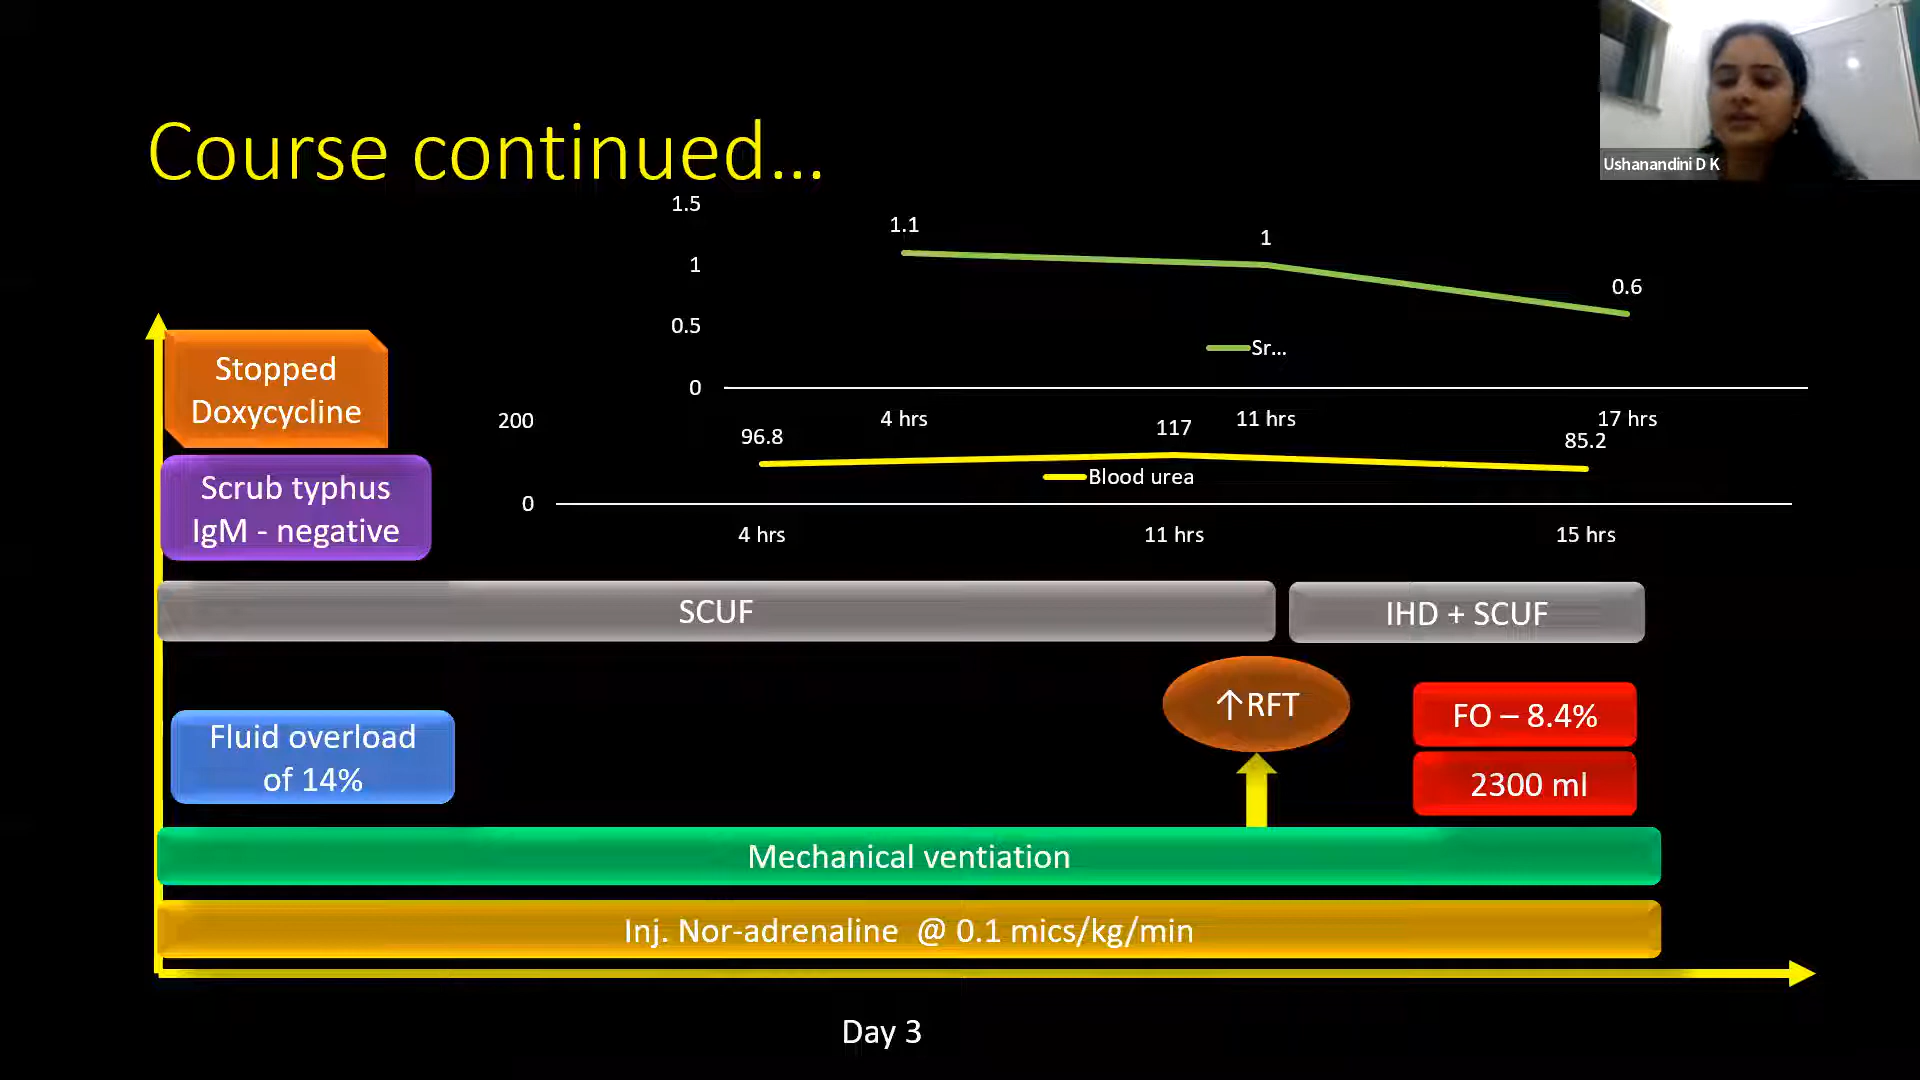 Ushanandini D K
Course continued...
1.5
1
0.5
0
1.1
1
0.6
Sr...
4 hrs
11 hrs
17 hrs
Stopped
Doxycycline
200
0
96.8
117
85.2
Blood urea
4 hrs
11 hrs
15 hrs
Scrub typhus
IgM - negative
SCUF
IHD + SCUF
↑RFT
FO – 8.4%
2300 ml
Fluid overload
of 14%
Mechanical ventiation
Inj. Nor-adrenaline @ 0.1 mics/kg/min
Day 3